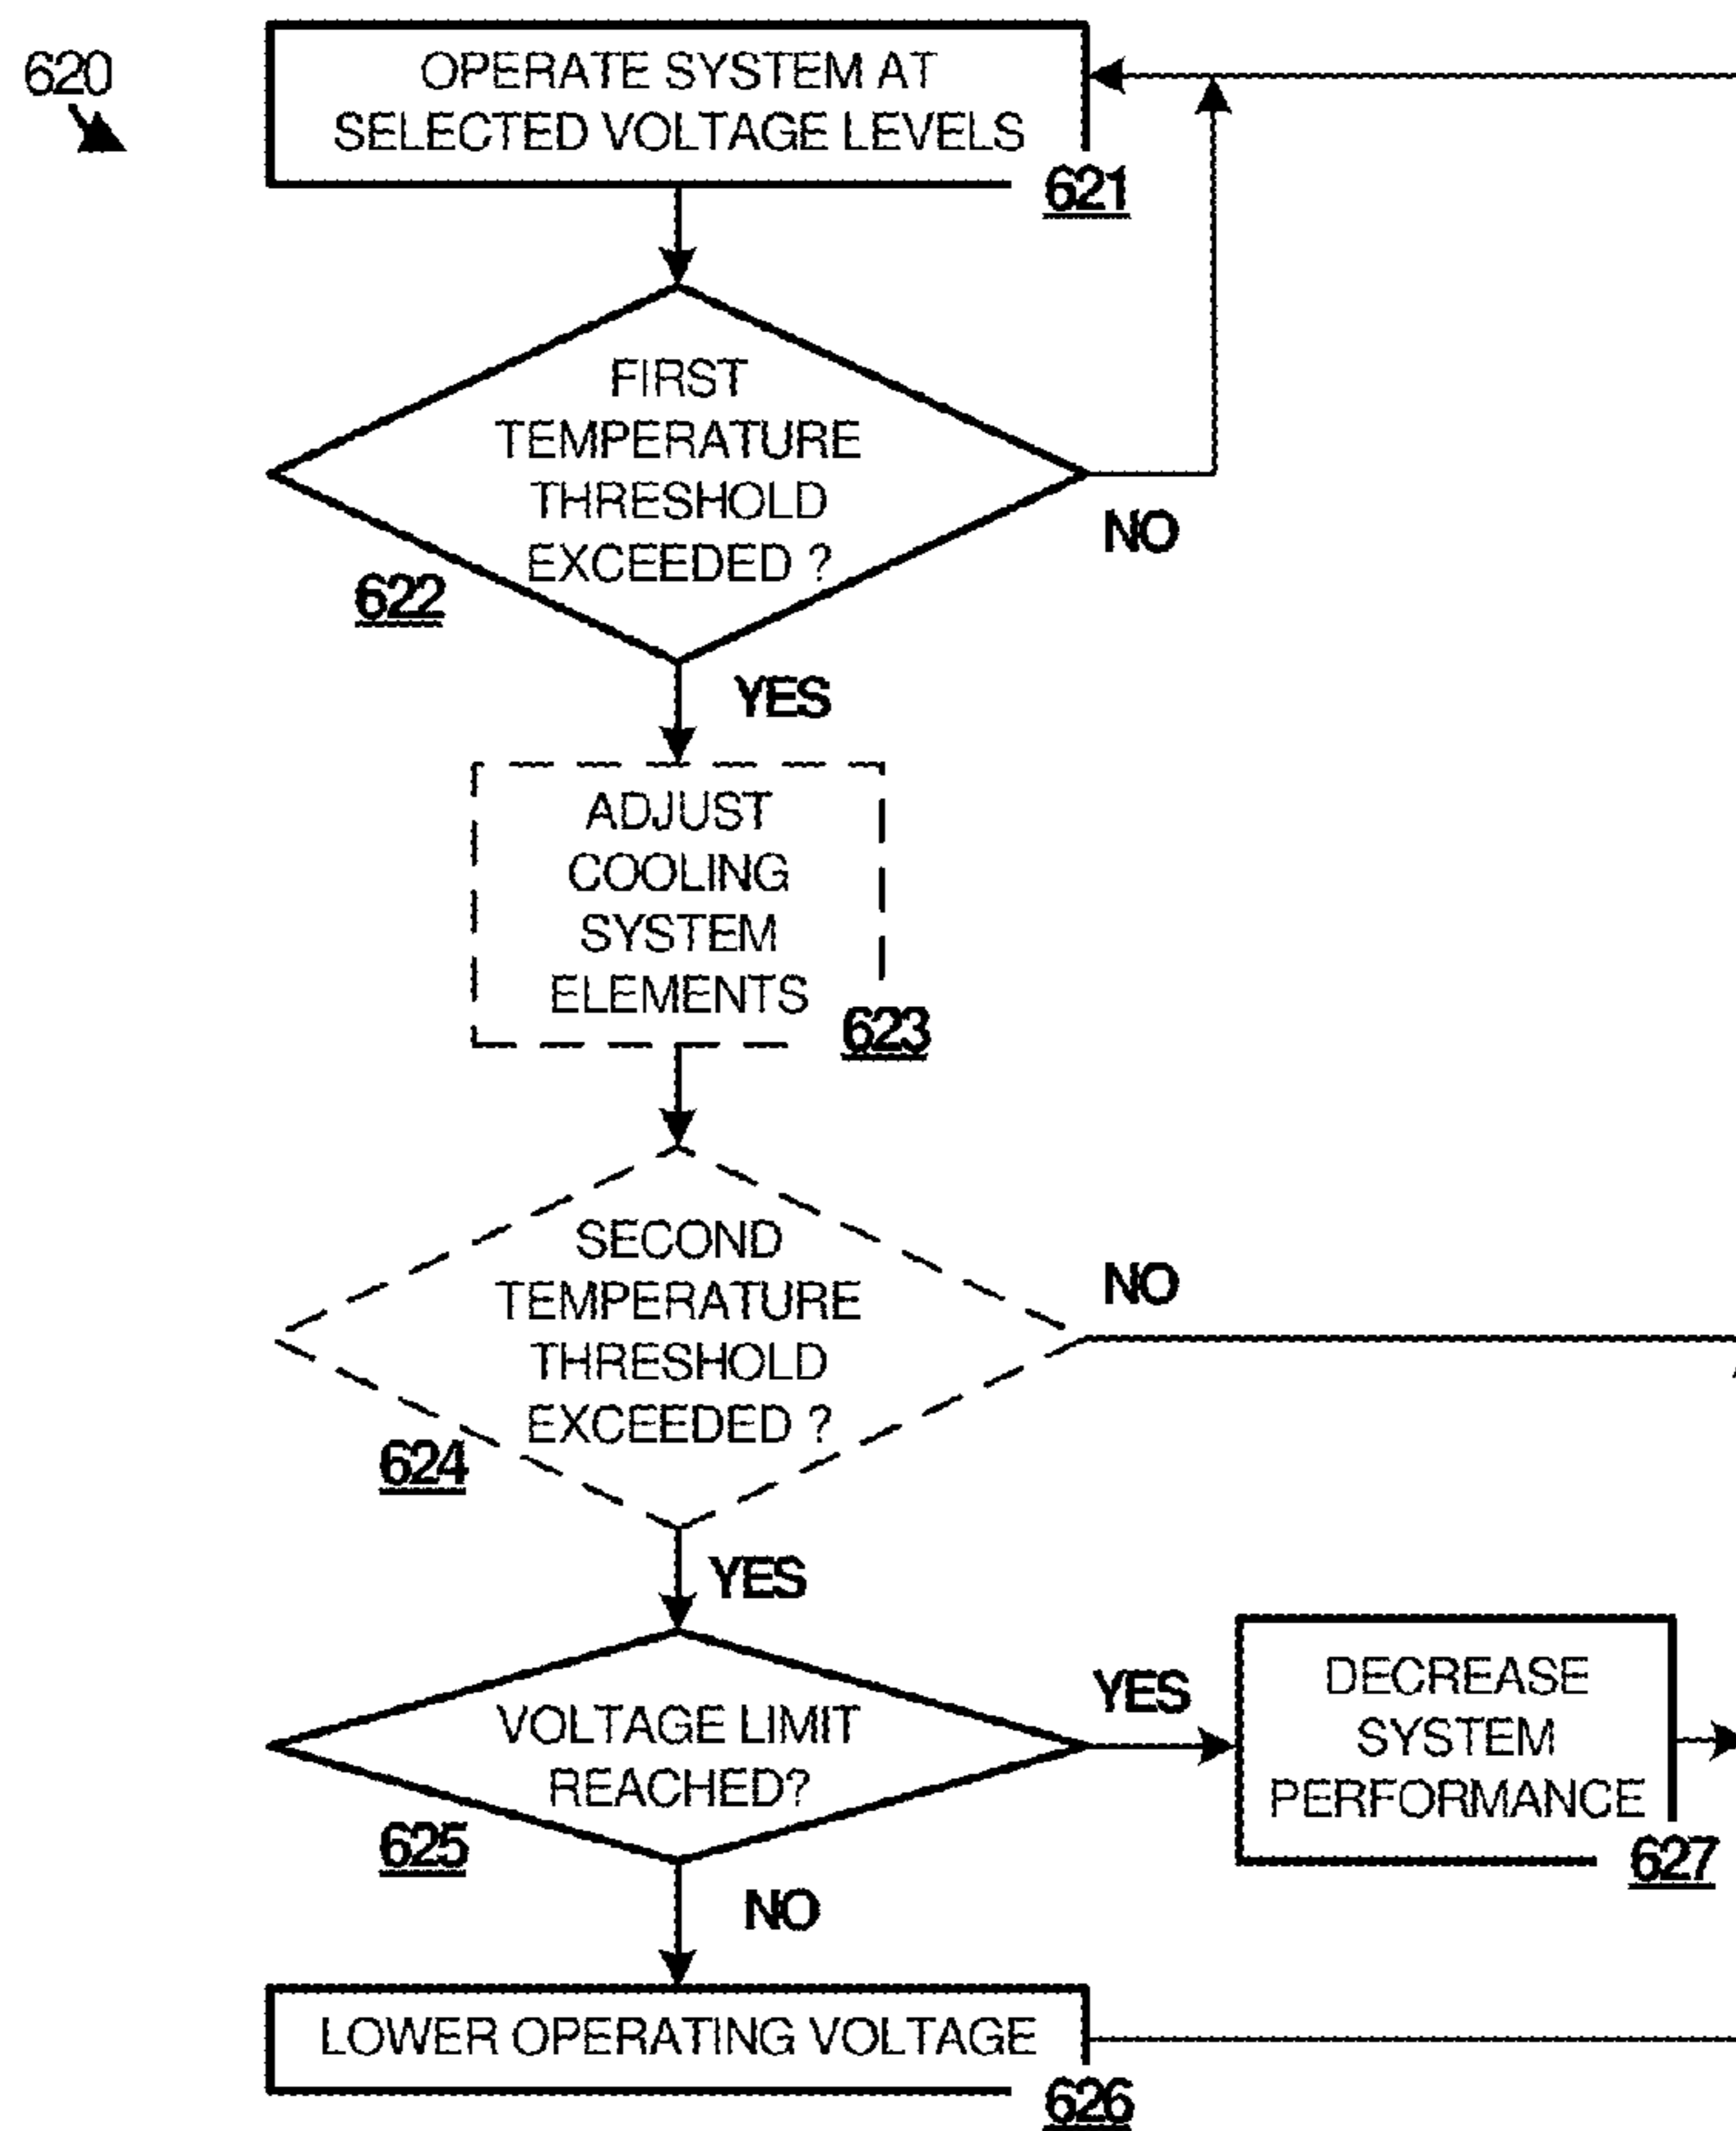 620
OPERATE SYSTEM AT
SELECTED VOLTAGE LEVELS
621
FIRST
TEMPERATURE
THRESHOLD
EXCEEDED ?
622
NO
YES
ADJUST
COOLING
SYSTEM
ELEMENTS
623
SECOND
TEMPERATURE
THRESHOLD
EXCEEDED ?
624
NO
YES
VOLTAGE LIMIT
REACHED?
625
YES
DECREASE
SYSTEM
PERFORMANCE
627
NO
LOWER OPERATING VOLTAGE
626